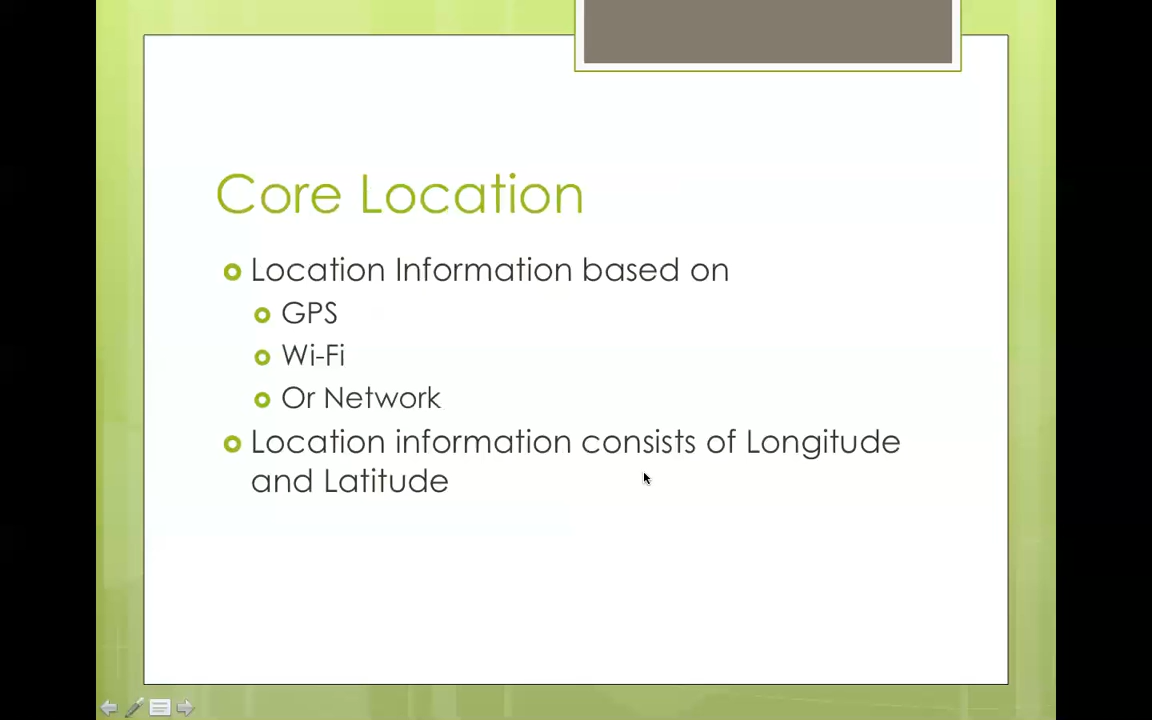 Core Location
Location Information based on
GPS
Wi-Fi
Or Network
Location information consists of Longitude
and Latitude